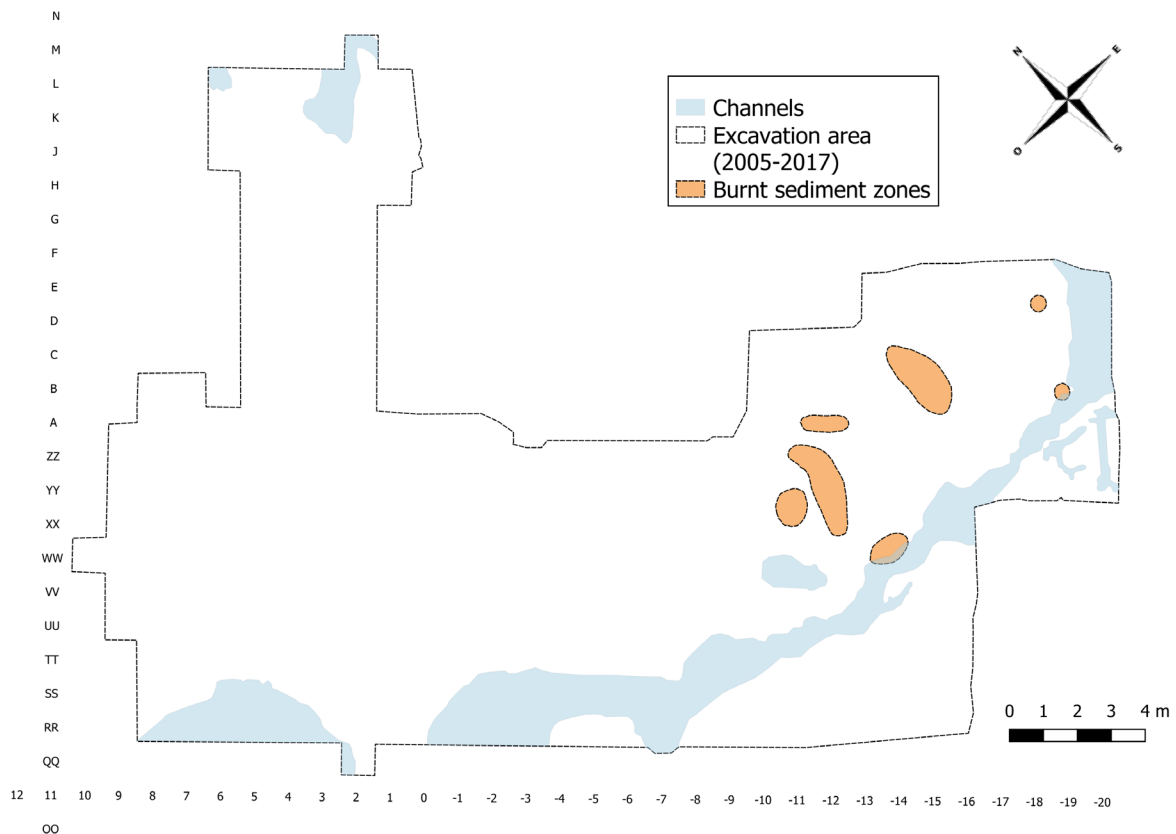 N
M
L
K
J
H
G
F
E
D
C
B
A
ZZ
YY
XX
WW
VV
UU
TT
SS
RR
QQ
12 11 10 9 8 7 6 5 4 3 2 1 0 -1 -2 -3 -4 -5 -6 -7 -8 -9 -10 -11 -12 -13 -14 -15 -16 -17 -18 -19 -20
OO
Channels
Excavation area
(2005-2017)
Burnt sediment zones
N E
O S
0 1 2 3 4 m